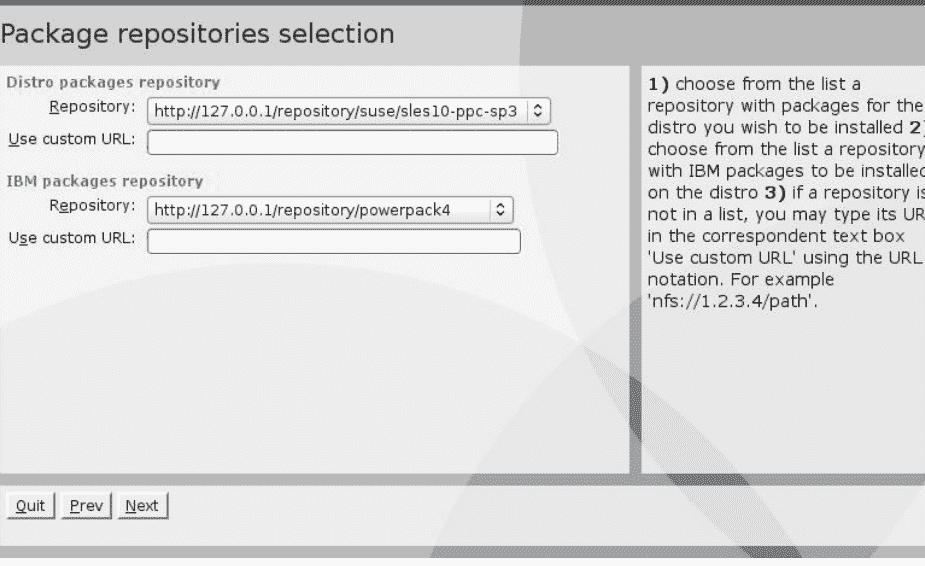 Package repositories selection
Distro packages repository
Repository: http://127.0.0.1/repository/suse/sles10-ppc-sp3
Use custom URL:
IBM packages repository
Repository: http://127.0.0.1/repository/powerpack4
Use custom URL:
1) choose from the list a
repository with packages for the
distro you wish to be installed 2)
choose from the list a repository
with IBM packages to be installed
on the distro 3) if a repository is
not in a list, you may type its UR
in the correspondent text box
'Use custom URL' using the URL
notation. For example
'nfs://1.2.3.4/path'.
Quit Prev Next